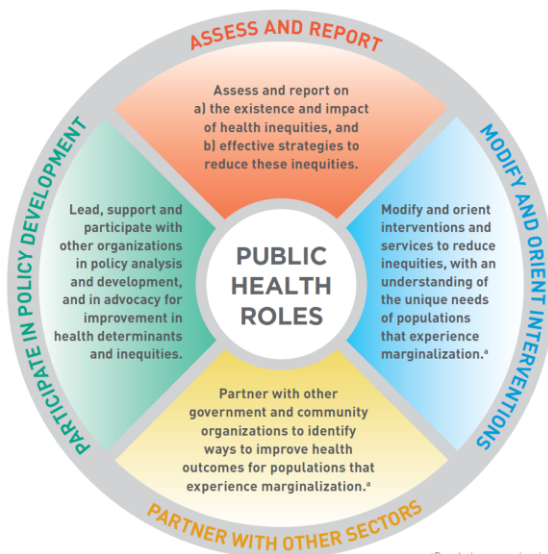 ASSESS AND REPORT
Assess and report on
a) the existence and impact
of health inequities, and
b) effective strategies to
reduce these inequities.
MODIFY AND ORIENT INTERVENTIONS
Modify and orient
interventions and
services to reduce
inequities, with an
understanding of
the unique needs
of populations
that experience
marginalization.ᵃ
PARTNER WITH OTHER SECTORS
Partner with other
government and community
organizations to identify
ways to improve health
outcomes for populations that
experience marginalization.ᵃ
PARTICIPATE IN POLICY DEVELOPMENT
Lead, support and
participate with
other organizations
in policy analysis
and development,
and in advocacy for
improvement in
health determinants
and inequities.
PUBLIC
HEALTH
ROLES